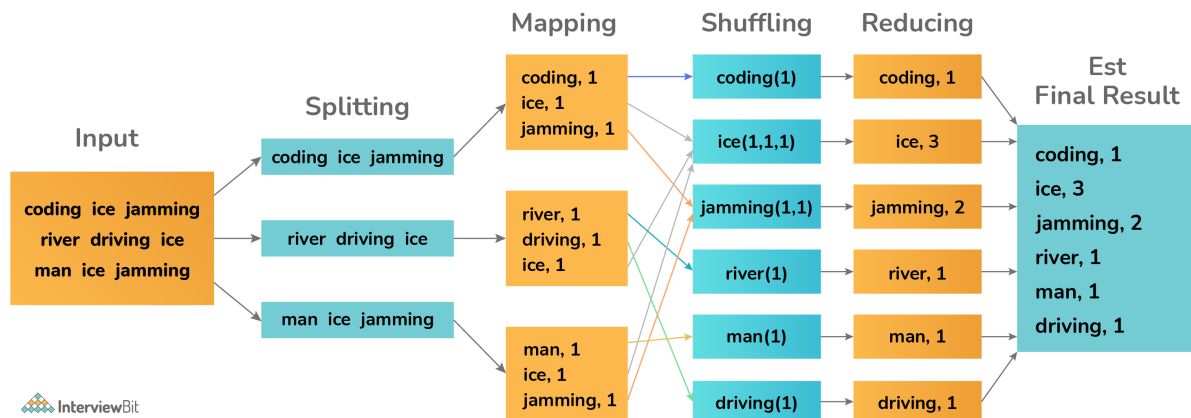 Input
coding ice jamming
river driving ice
man ice jamming
Splitting
coding ice jamming
river driving ice
man ice jamming
Mapping
coding, 1
ice, 1
jamming, 1
river, 1
driving, 1
ice, 1
man, 1
ice, 1
jamming, 1
Shuffling
coding(1)
ice(1,1,1)
jamming(1,1)
river(1)
man(1)
driving(1)
Reducing
coding, 1
ice, 3
jamming, 2
river, 1
man, 1
driving, 1
Est
Final Result
coding, 1
ice, 3
jamming, 2
river, 1
man, 1
driving, 1
InterviewBit